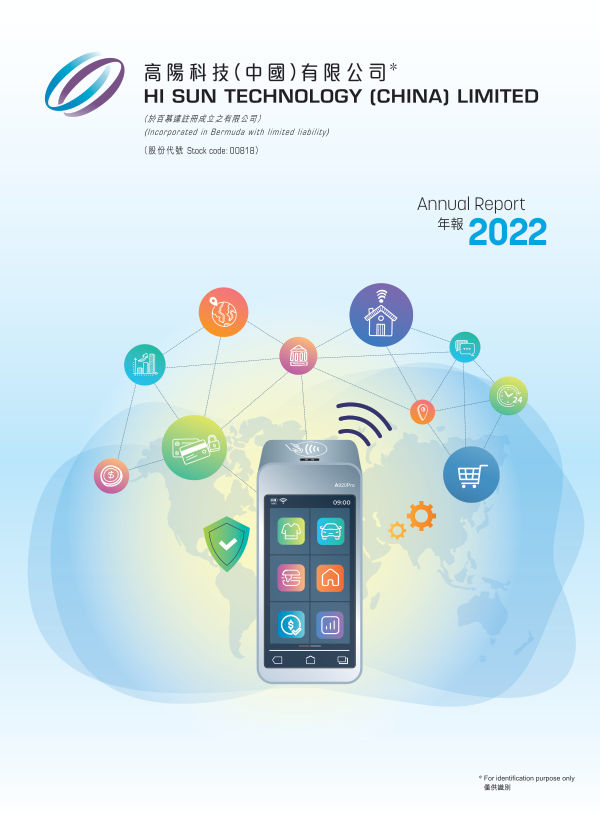 高陽科技(中國)有限公司*
HI SUN TECHNOLOGY (CHINA) LIMITED
(於百慕達註冊成立之有限公司)
(Incorporated in Bermuda with limited liability)
(股份代號 Stock code: 00818)
Annual Report
年報 2022
24
A920Pro
09:00
* For identification purpose only
僅供識別